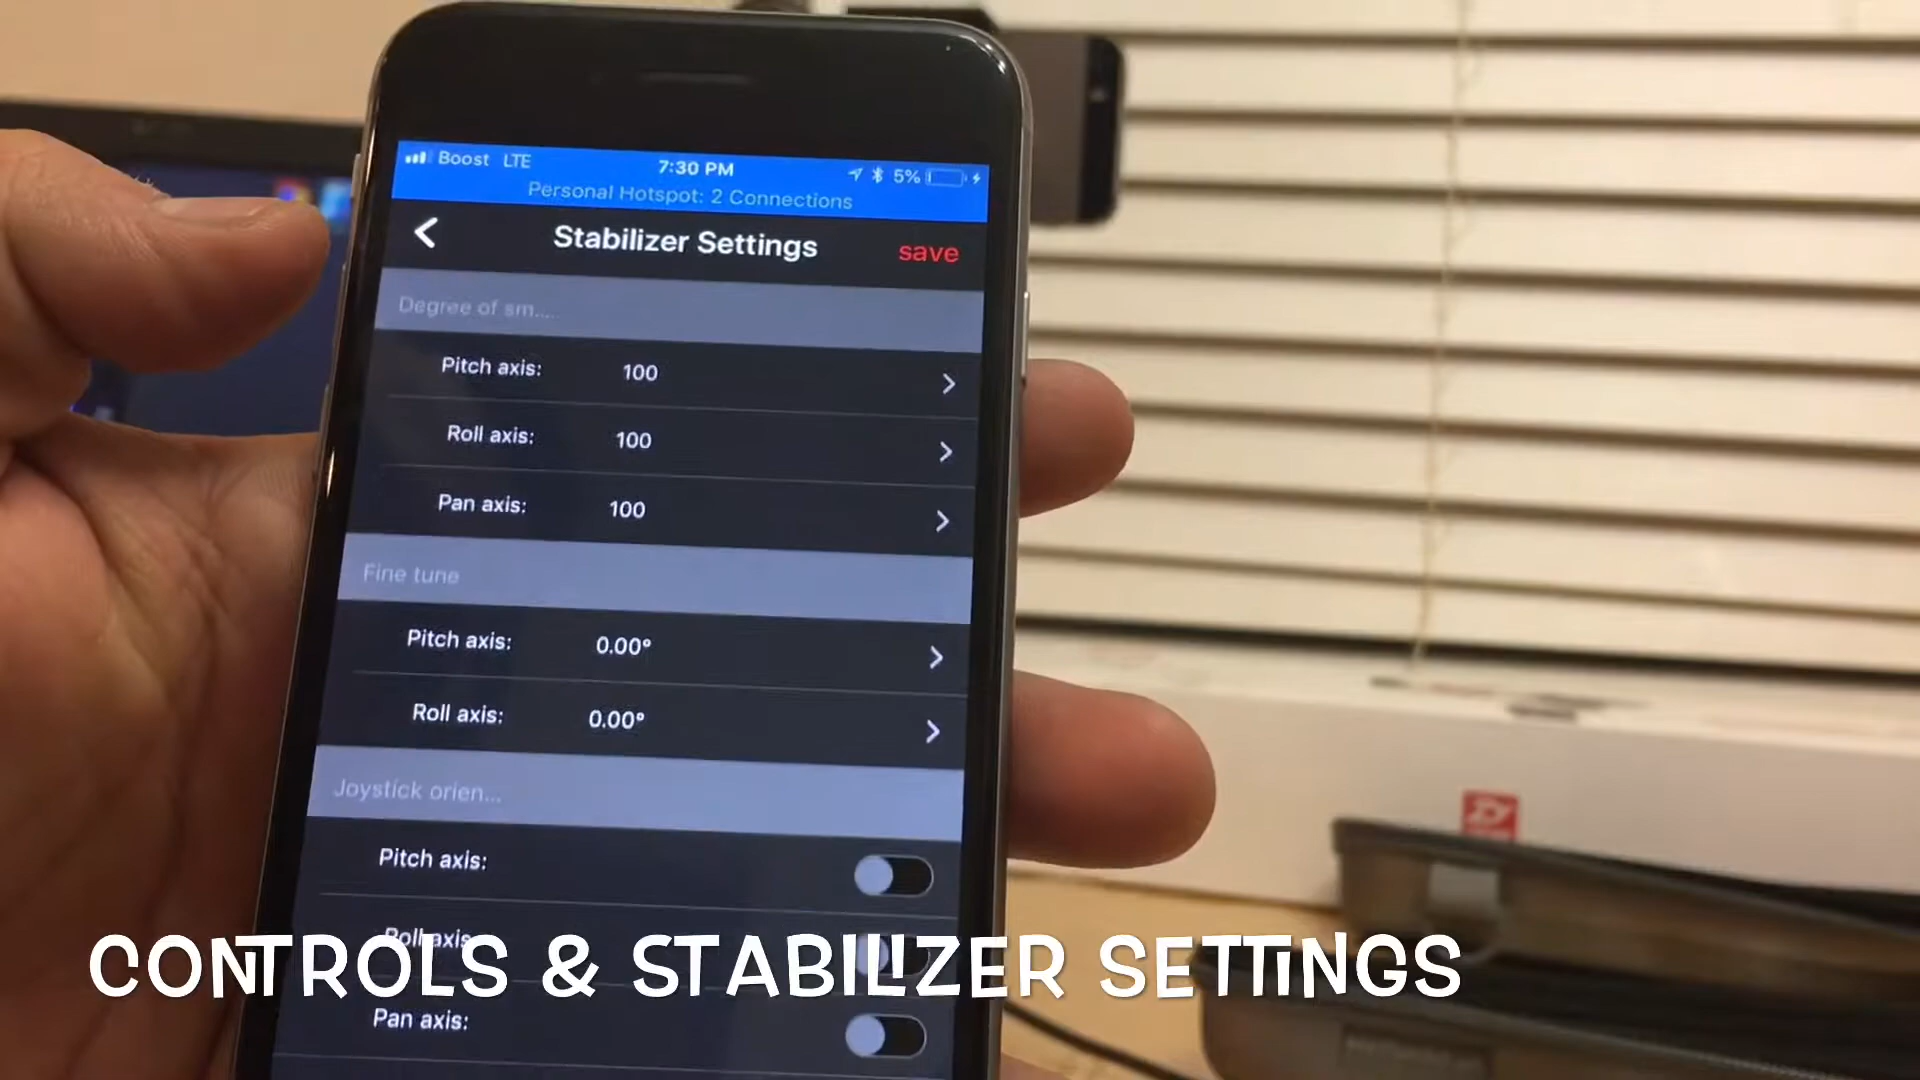 Boost LTE 7:30 PM 5%
Personal Hotspot: 2 Connections
Stabilizer Settings save
Degree of sm....
Pitch axis: 100
Roll axis: 100
Pan axis: 100
Fine tune
Pitch axis: 0.00°
Roll axis: 0.00°
Joystick orien...
Pitch axis:
Roll axis
CONTROLS & STABILIZER SETTINGS
Pan axis: